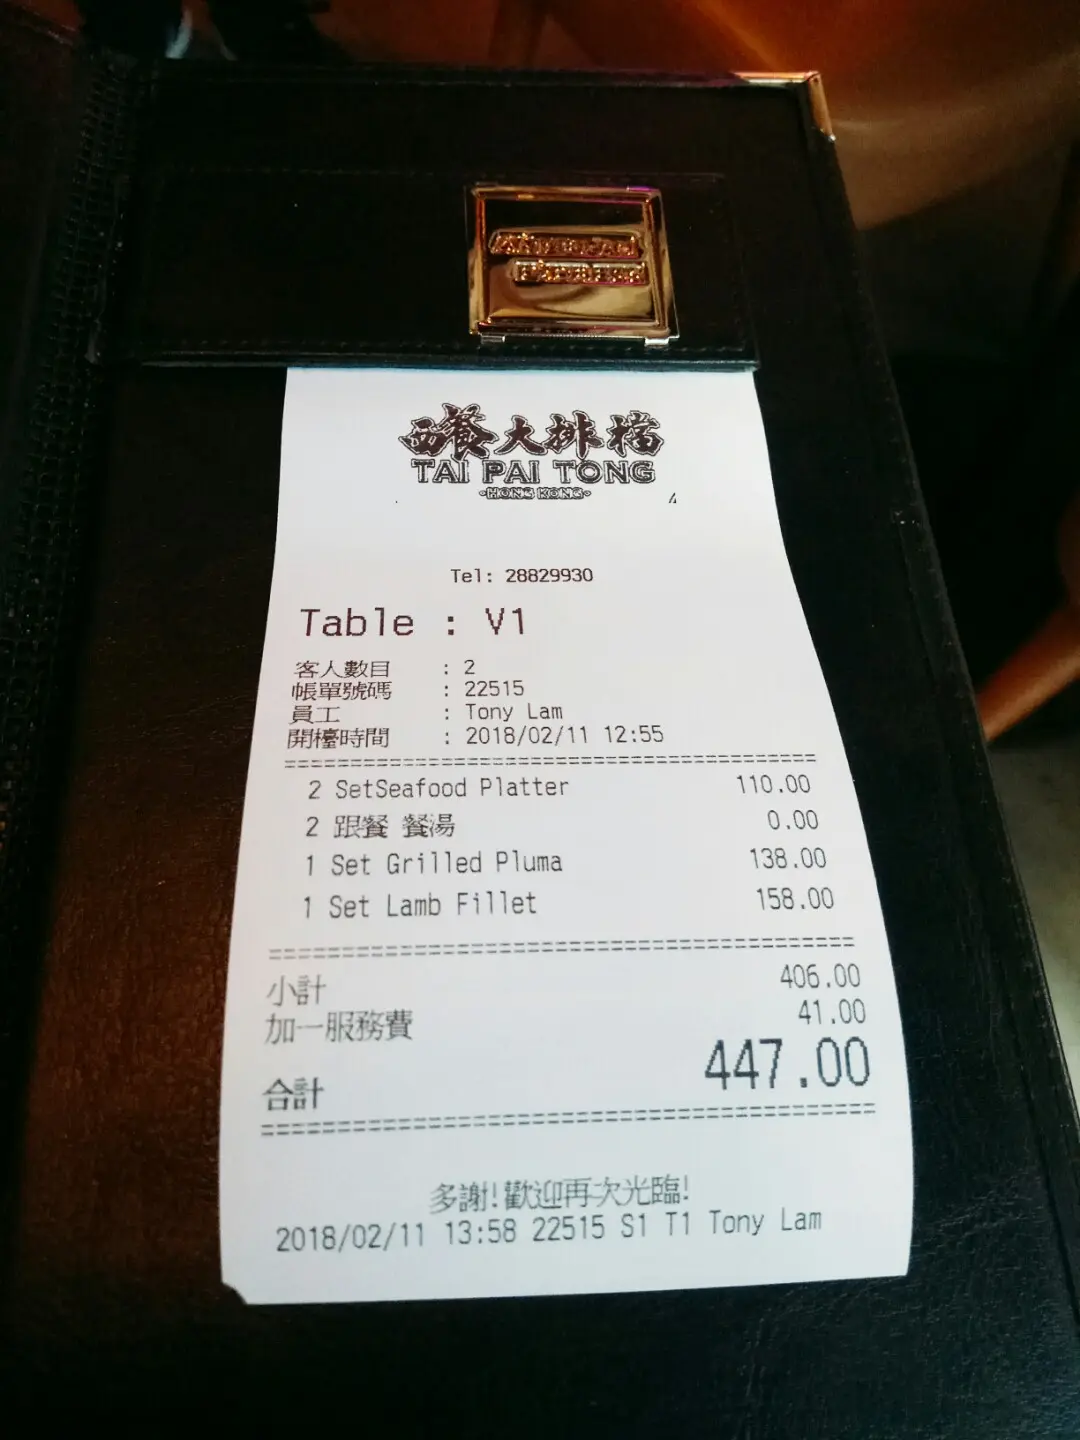 AMERICAN
EXPRESS
西餐大排檔
TAI PAI TONG
-HONG KONG-
Tel: 28829930
Table : V1
客人數目 : 2
帳單號碼 : 22515
員工 : Tony Lam
開檯時間 : 2018/02/11 12:55
2 SetSeafood Platter 110.00
2 跟餐 餐湯 0.00
1 Set Grilled Pluma 138.00
1 Set Lamb Fillet 158.00
小計 406.00
加一服務費 41.00
合計 447.00
多謝!歡迎再次光臨!
2018/02/11 13:58 22515 S1 T1 Tony Lam